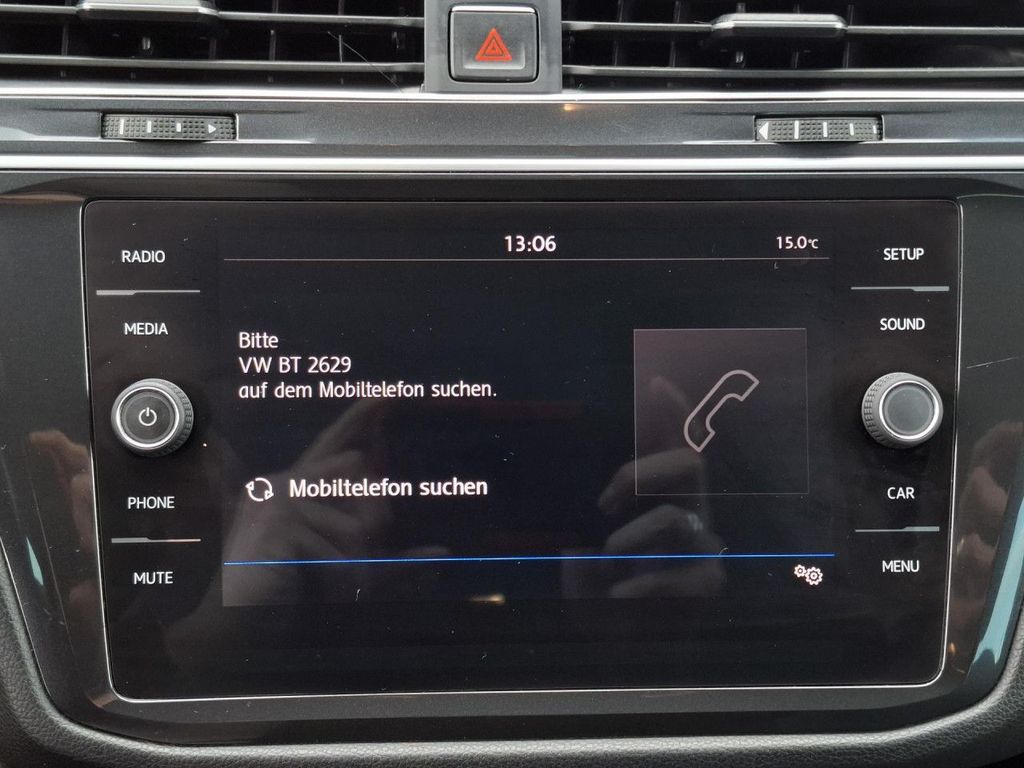 13:06
15.0°C
RADIO
MEDIA
PHONE
MUTE
Bitte
VW BT 2629
auf dem Mobiltelefon suchen.
Mobiltelefon suchen
SETUP
SOUND
CAR
MENU